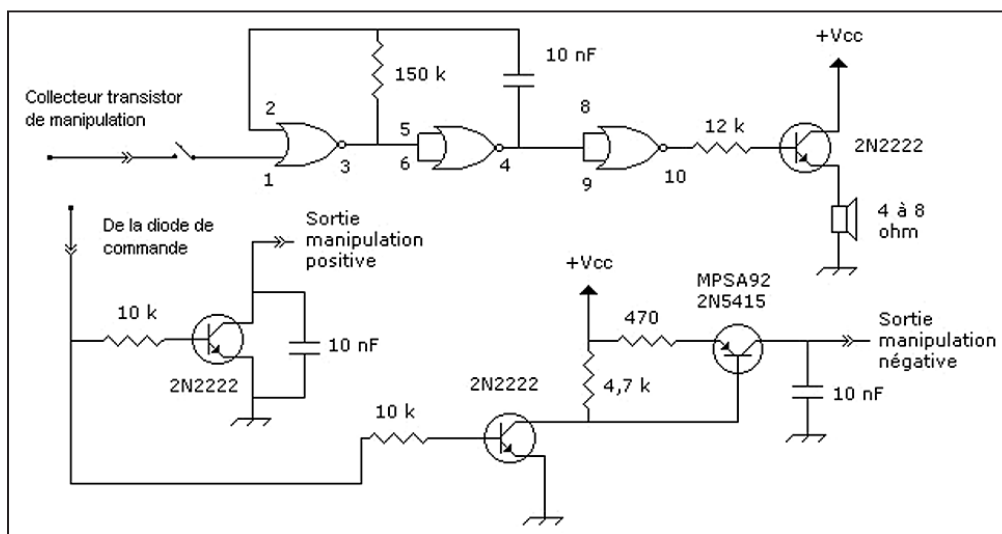 +Vcc
10 nF
150 k
Collecteur transistor
de manipulation
2
1
3
5
6
4
8
9
10
12 k
2N2222
4 à 8
ohm
De la diode de
commande
Sortie
manipulation
positive
10 k
2N2222
10 nF
+Vcc
MPSA92
2N5415
470
4,7 k
Sortie
manipulation
négative
10 nF
2N2222
10 k